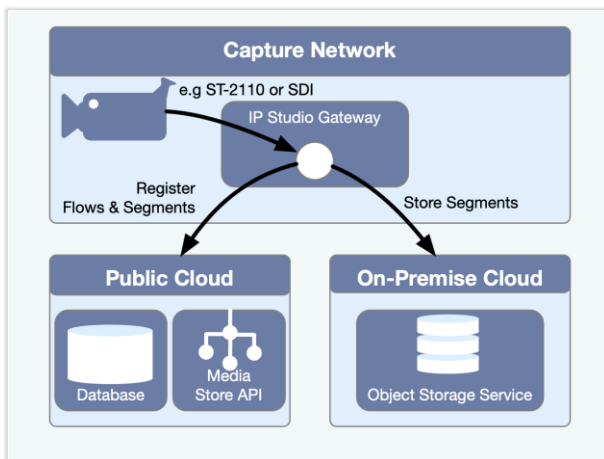 Capture Network
e.g ST-2110 or SDI
IP Studio Gateway
Register
Flows & Segments
Store Segments
Public Cloud
Database
Media
Store API
On-Premise Cloud
Object Storage Service